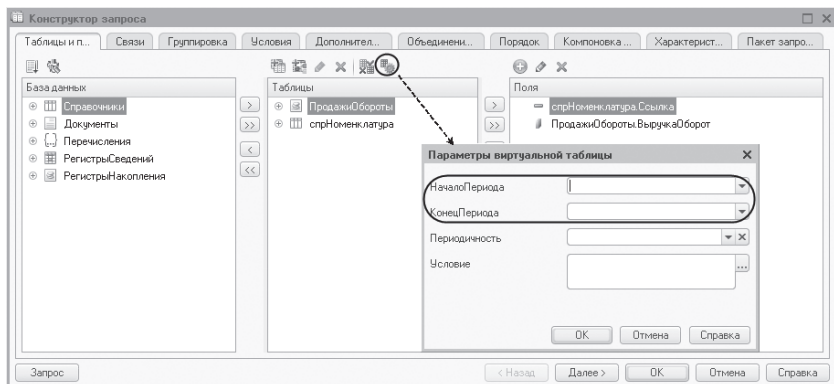 Конструктор запроса
Таблицы и п... Связи Группировка Условия Дополнител... Объединени... Порядок Компоновка ... Характерист... Пакет запро...
База данных
Справочники
Документы
Перечисления
РегистрыСведений
РегистрыНакопления
> >> < <<
Таблицы
ПродажиОбороты
спрНоменклатура
> >>
Поля
спрНоменклатура.Ссылка
ПродажиОбороты.ВыручкаОборот
Параметры виртуальной таблицы
НачалоПериода
КонецПериода
Периодичность
Условие
...
ОК Отмена Справка
Запрос < Назад Далее > ОК Отмена Справка